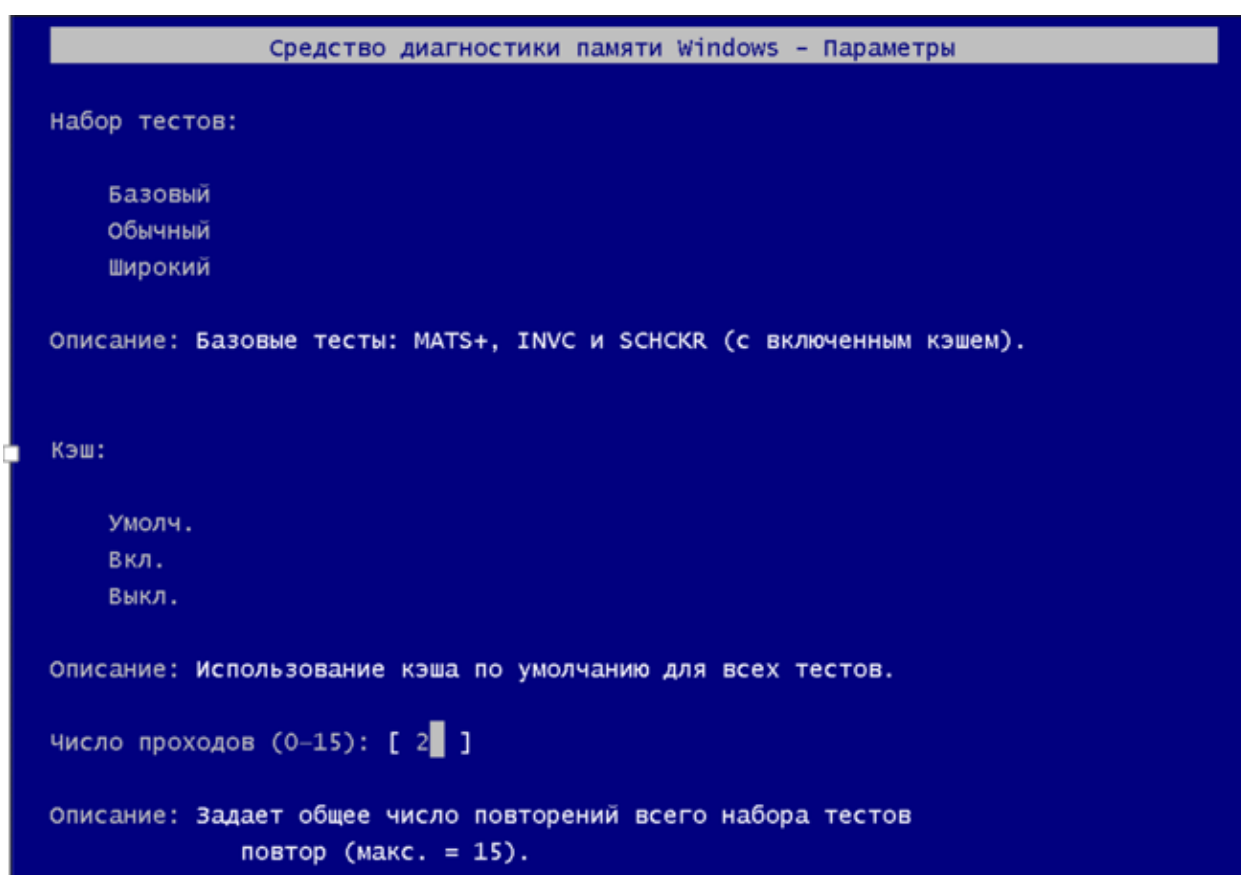 Средство диагностики памяти Windows – Параметры
Набор тестов:
Базовый
Обычный
Широкий
Описание: Базовые тесты: MATS+, INVC и SCHCKR (с включенным кэшем).
Кэш:
Умолч.
Вкл.
Выкл.
Описание: Использование кэша по умолчанию для всех тестов.
Число проходов (0–15): [ 2 ]
Описание: Задает общее число повторений всего набора тестов
повтор (макс. = 15).